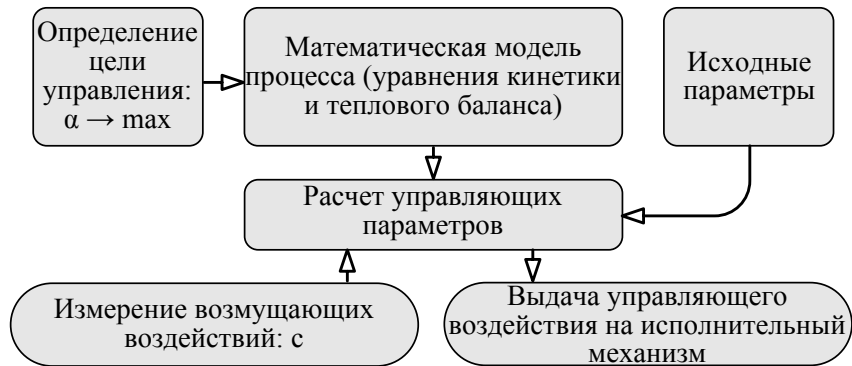 Определение
цели
управления:
α → max
Математическая модель
процесса (уравнения кинетики
и теплового баланса)
Исходные
параметры
Расчет управляющих
параметров
Измерение возмущающих
воздействий: с
Выдача управляющего
воздействия на исполнительный
механизм